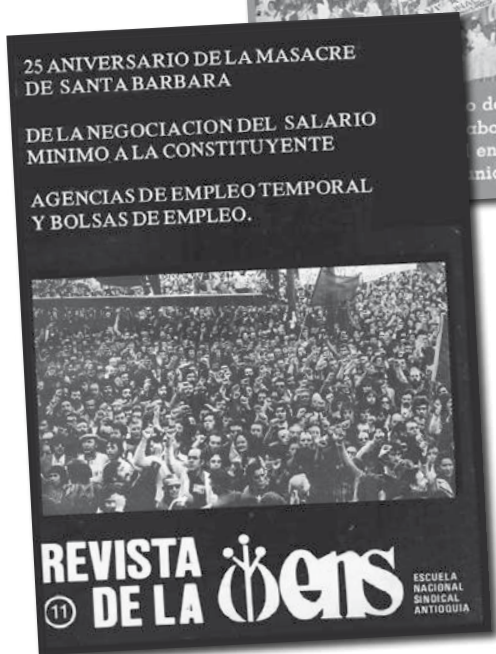 25 ANIVERSARIO DE LA MASACRE
DE SANTA BARBARA
DE LA NEGOCIACION DEL SALARIO
MINIMO A LA CONSTITUYENTE
AGENCIAS DE EMPLEO TEMPORAL
Y BOLSAS DE EMPLEO.
REVISTA
DE LA
11
ens
ESCUELA
NACIONAL
SINDICAL
ANTIOQUIA